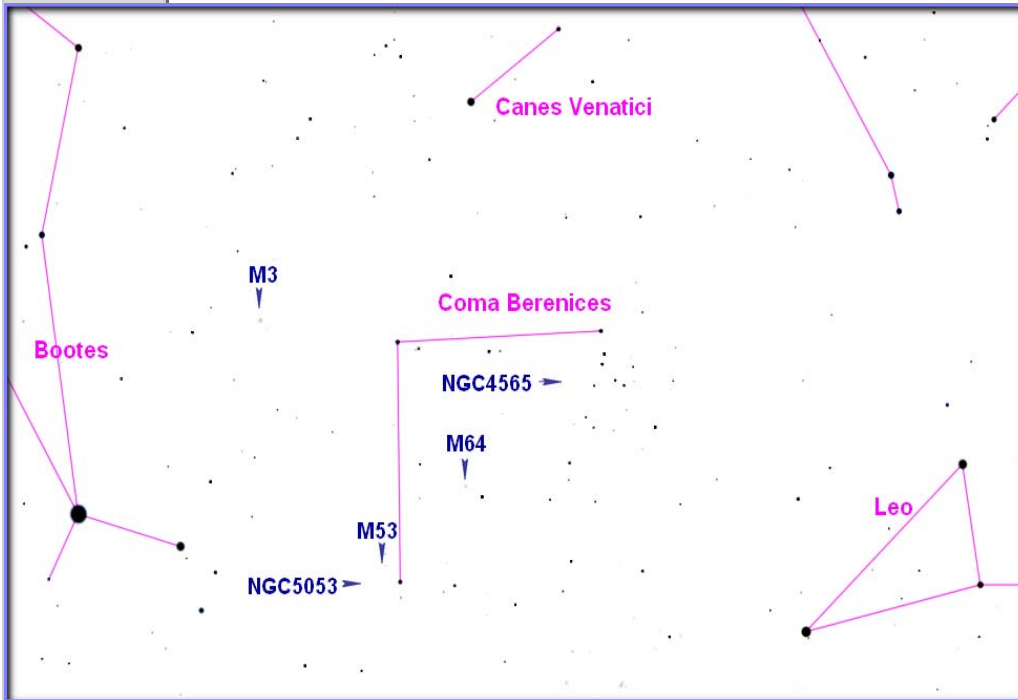 Canes Venatici
M3
Coma Berenices
Bootes
NGC4565
M64
Leo
M53
NGC5053